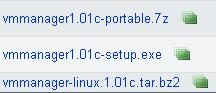 vmmanager1.01c-portable.7z
vmmanager1.01c-setup.exe
vmmanager-linux.1.01c.tar.bz2